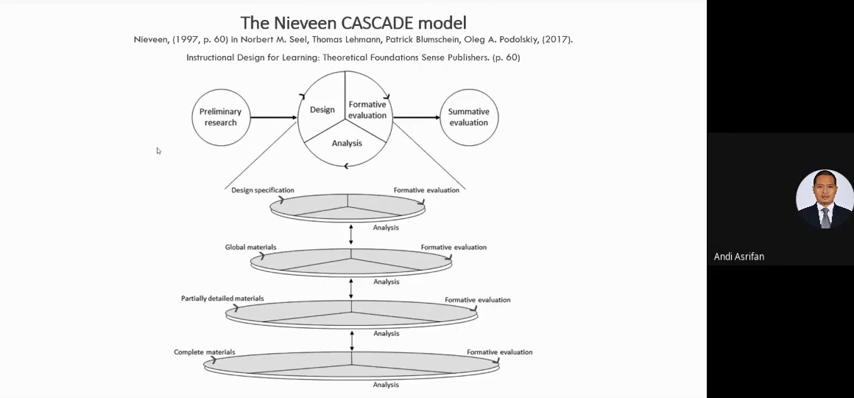 The Nieveen CASCADE model
Nieveen, (1997, p. 60) in Norbert M. Seel, Thomas Lehmann, Patrick Blumschein, Oleg A. Podolskiy, (2017).
Instructional Design for Learning: Theoretical Foundations Sense Publishers. (p. 60)
Preliminary
research
Design
Formative
evaluation
Analysis
Summative
evaluation
Design specification
Formative evaluation
Analysis
Global materials
Formative evaluation
Analysis
Partially detailed materials
Formative evaluation
Analysis
Complete materials
Formative evaluation
Analysis
Andi Asrifan